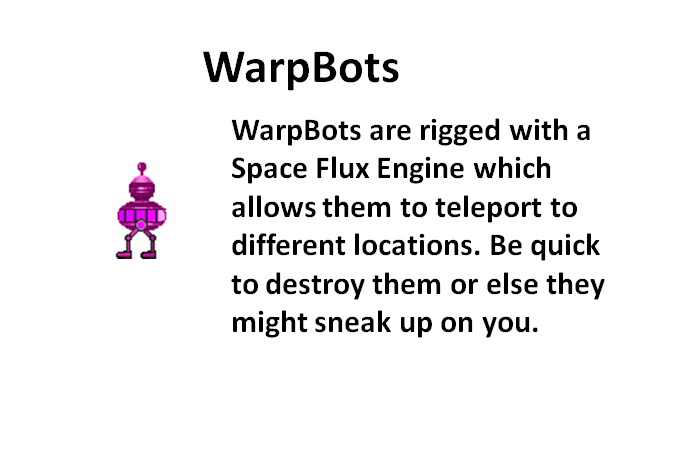 WarpBots
WarpBots are rigged with a
Space Flux Engine which
allows them to teleport to
different locations. Be quick
to destroy them or else they
might sneak up on you.